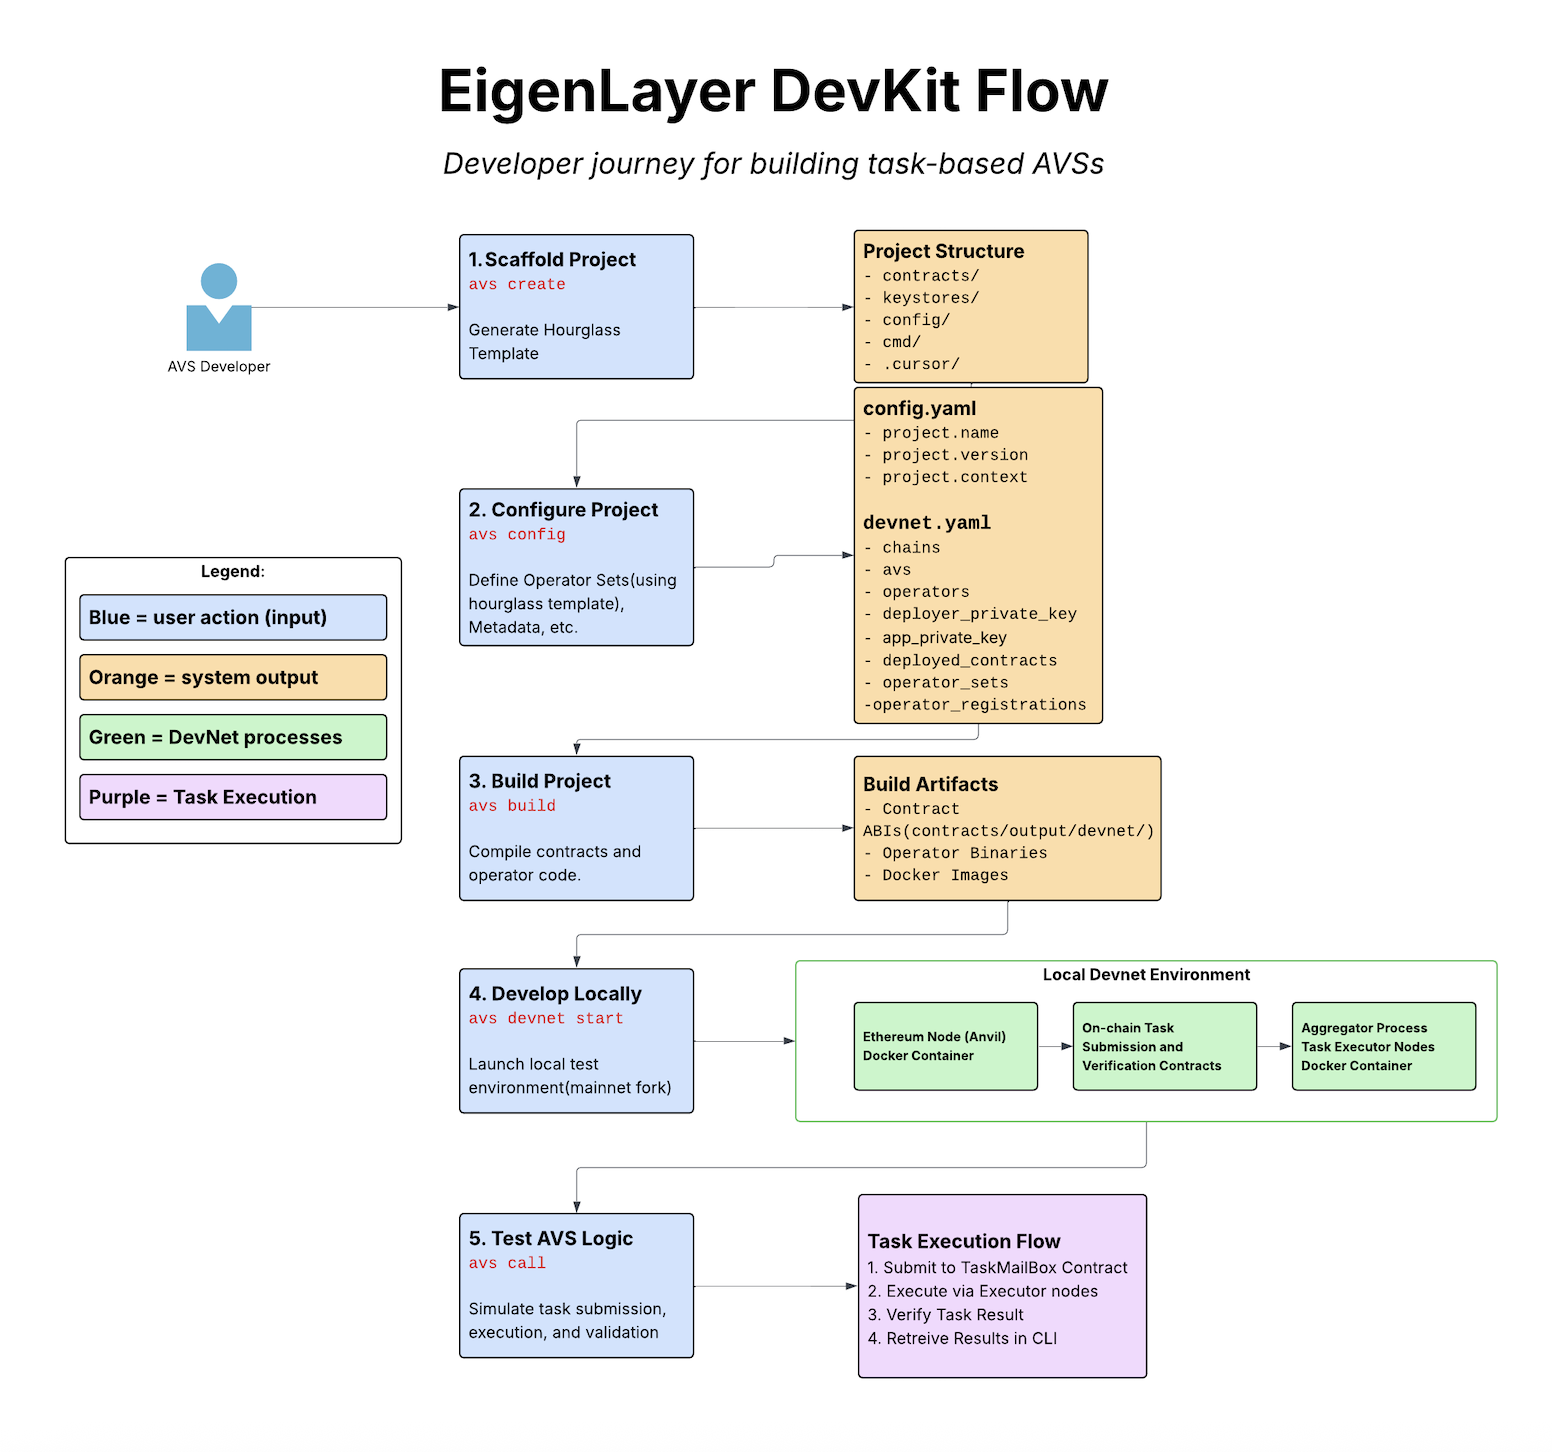 EigenLayer DevKit Flow
Developer journey for building task-based AVSs
AVS Developer
1. Scaffold Project
avs create
Generate Hourglass
Template
Project Structure
- contracts/
- keystores/
- config/
- cmd/
- .cursor/
config.yaml
- project.name
- project.version
- project.context
devnet.yaml
- chains
- avs
- operators
- deployer_private_key
- app_private_key
- deployed_contracts
- operator_sets
-operator_registrations
2. Configure Project
avs config
Define Operator Sets(using
hourglass template),
Metadata, etc.
Legend:
Blue = user action (input)
Orange = system output
Green = DevNet processes
Purple = Task Execution
3. Build Project
avs build
Compile contracts and
operator code.
Build Artifacts
- Contract
ABIs(contracts/output/devnet/)
- Operator Binaries
- Docker Images
4. Develop Locally
avs devnet start
Launch local test
environment(mainnet fork)
Local Devnet Environment
Ethereum Node (Anvil)
Docker Container
On-chain Task
Submission and
Verification Contracts
Aggregator Process
Task Executor Nodes
Docker Container
5. Test AVS Logic
avs call
Simulate task submission,
execution, and validation
Task Execution Flow
1. Submit to TaskMailBox Contract
2. Execute via Executor nodes
3. Verify Task Result
4. Retreive Results in CLI